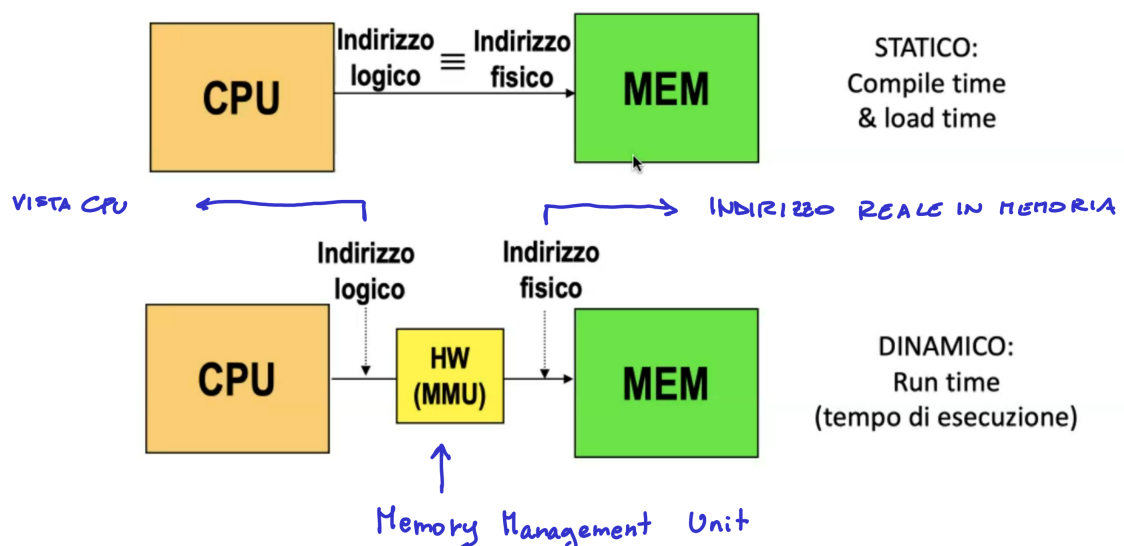 Indirizzo logico ≡ Indirizzo fisico
CPU
MEM
STATICO:
Compile time
& load time
VISTA CPU
INDIRIZZO REALE IN MEMORIA
Indirizzo
logico
Indirizzo
fisico
CPU
HW
(MMU)
MEM
DINAMICO:
Run time
(tempo di esecuzione)
Memory Management Unit